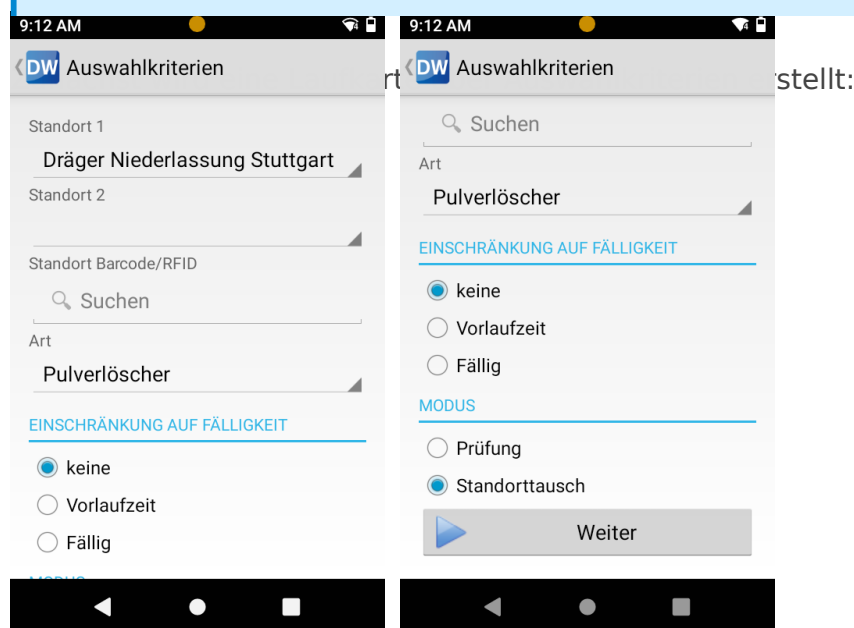 9:12 AM
DW Auswahlkriterien
Standort 1
Dräger Niederlassung Stuttgart
Standort 2
Standort Barcode/RFID
Suchen
Art
Pulverlöscher
EINSCHRÄNKUNG AUF FÄLLIGKEIT
keine
Vorlaufzeit
Fällig
9:12 AM
DW Auswahlkriterien
Suchen
Art
Pulverlöscher
EINSCHRÄNKUNG AUF FÄLLIGKEIT
keine
Vorlaufzeit
Fällig
MODUS
Prüfung
Standorttausch
Weiter
stellt: